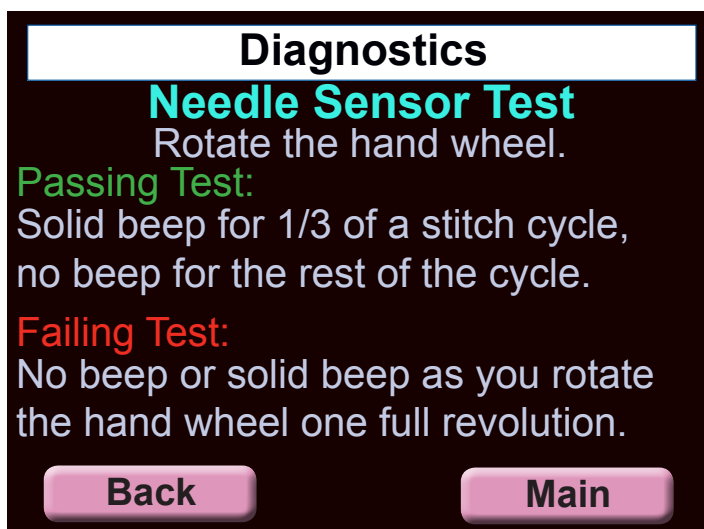 Diagnostics
Needle Sensor Test
Rotate the hand wheel.
Passing Test:
Solid beep for 1/3 of a stitch cycle,
no beep for the rest of the cycle.
Failing Test:
No beep or solid beep as you rotate
the hand wheel one full revolution.
Back
Main